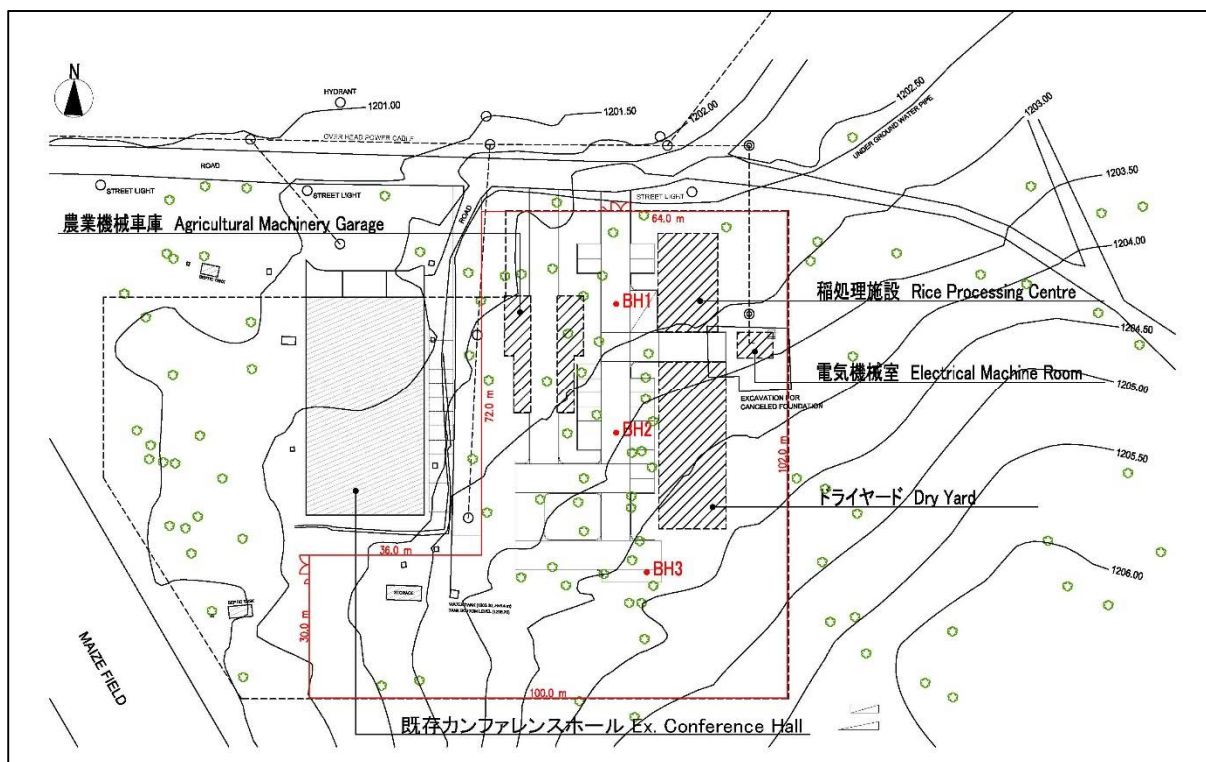 N
HYDRANT
1201.00
1201.50
1202.00
1202.50
1203.00
OVER HEAD POWER CABLE
UNDER GROUND WATER PIPE
ROAD
1203.50
STREET LIGHT
STREET LIGHT
STREET LIGHT
ROAD
64.0 m
農業機械車庫 Agricultural Machinery Garage
1204.00
SEPTIC TANK
BH1
稲処理施設 Rice Processing Centre
1204.50
電気機械室 Electrical Machine Room
1205.00
EXCAVATION FOR
CANCELED FOUNDATION
72.0 m
BH2
102.0 m
1205.50
ドライヤード Dry Yard
36.0 m
BH3
1206.00
STORAGE
SEPTIC TANK
30.0 m
MAIZE FIELD
100.0 m
既存カンファレンスホール Ex. Conference Hall